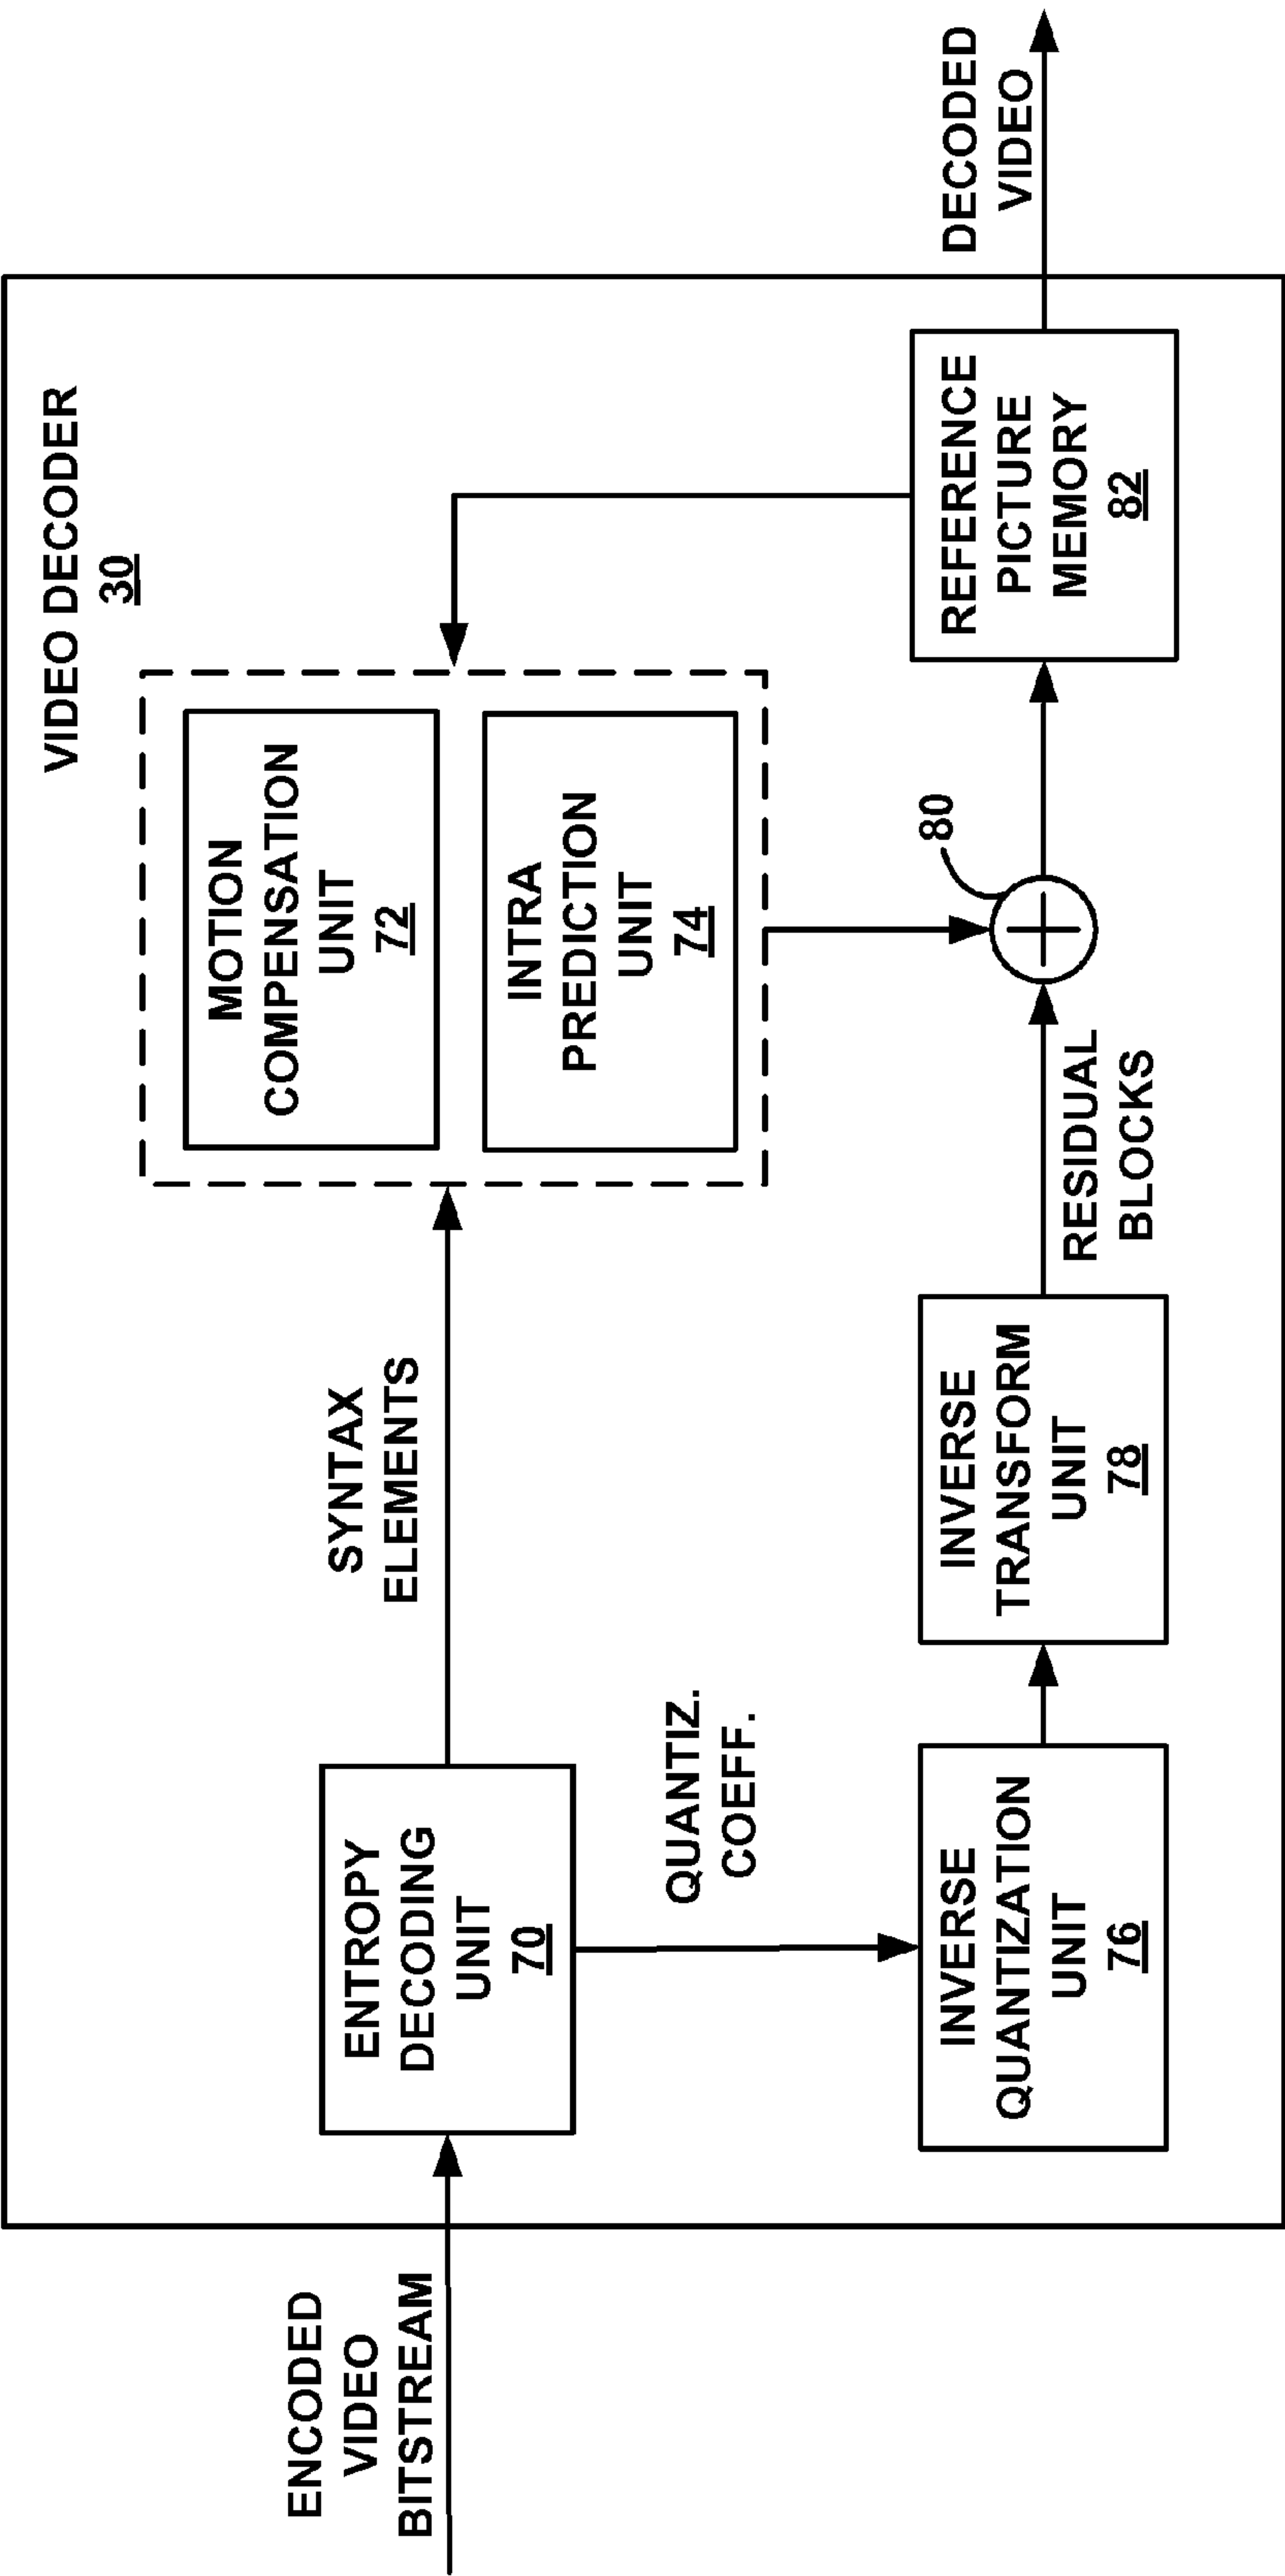 VIDEO DECODER
30
ENCODED
VIDEO
BITSTREAM
ENTROPY
DECODING
UNIT
70
SYNTAX
ELEMENTS
MOTION
COMPENSATION
UNIT
72
INTRA
PREDICTION
UNIT
74
QUANTIZ.
COEFF.
INVERSE
QUANTIZATION
UNIT
76
INVERSE
TRANSFORM
UNIT
78
RESIDUAL
BLOCKS
80
REFERENCE
PICTURE
MEMORY
82
DECODED
VIDEO